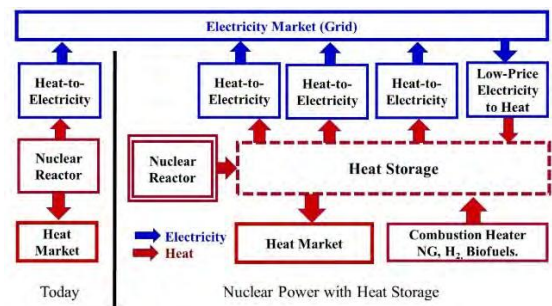 Electricity Market (Grid)
Heat-to-
Electricity
Nuclear
Reactor
Heat
Market
Today
Heat-to-
Electricity
Heat-to-
Electricity
Heat-to-
Electricity
Low-Price
Electricity
to Heat
Nuclear
Reactor
Heat Storage
Electricity
Heat
Heat Market
Combustion Heater
NG, H2, Biofuels.
Nuclear Power with Heat Storage